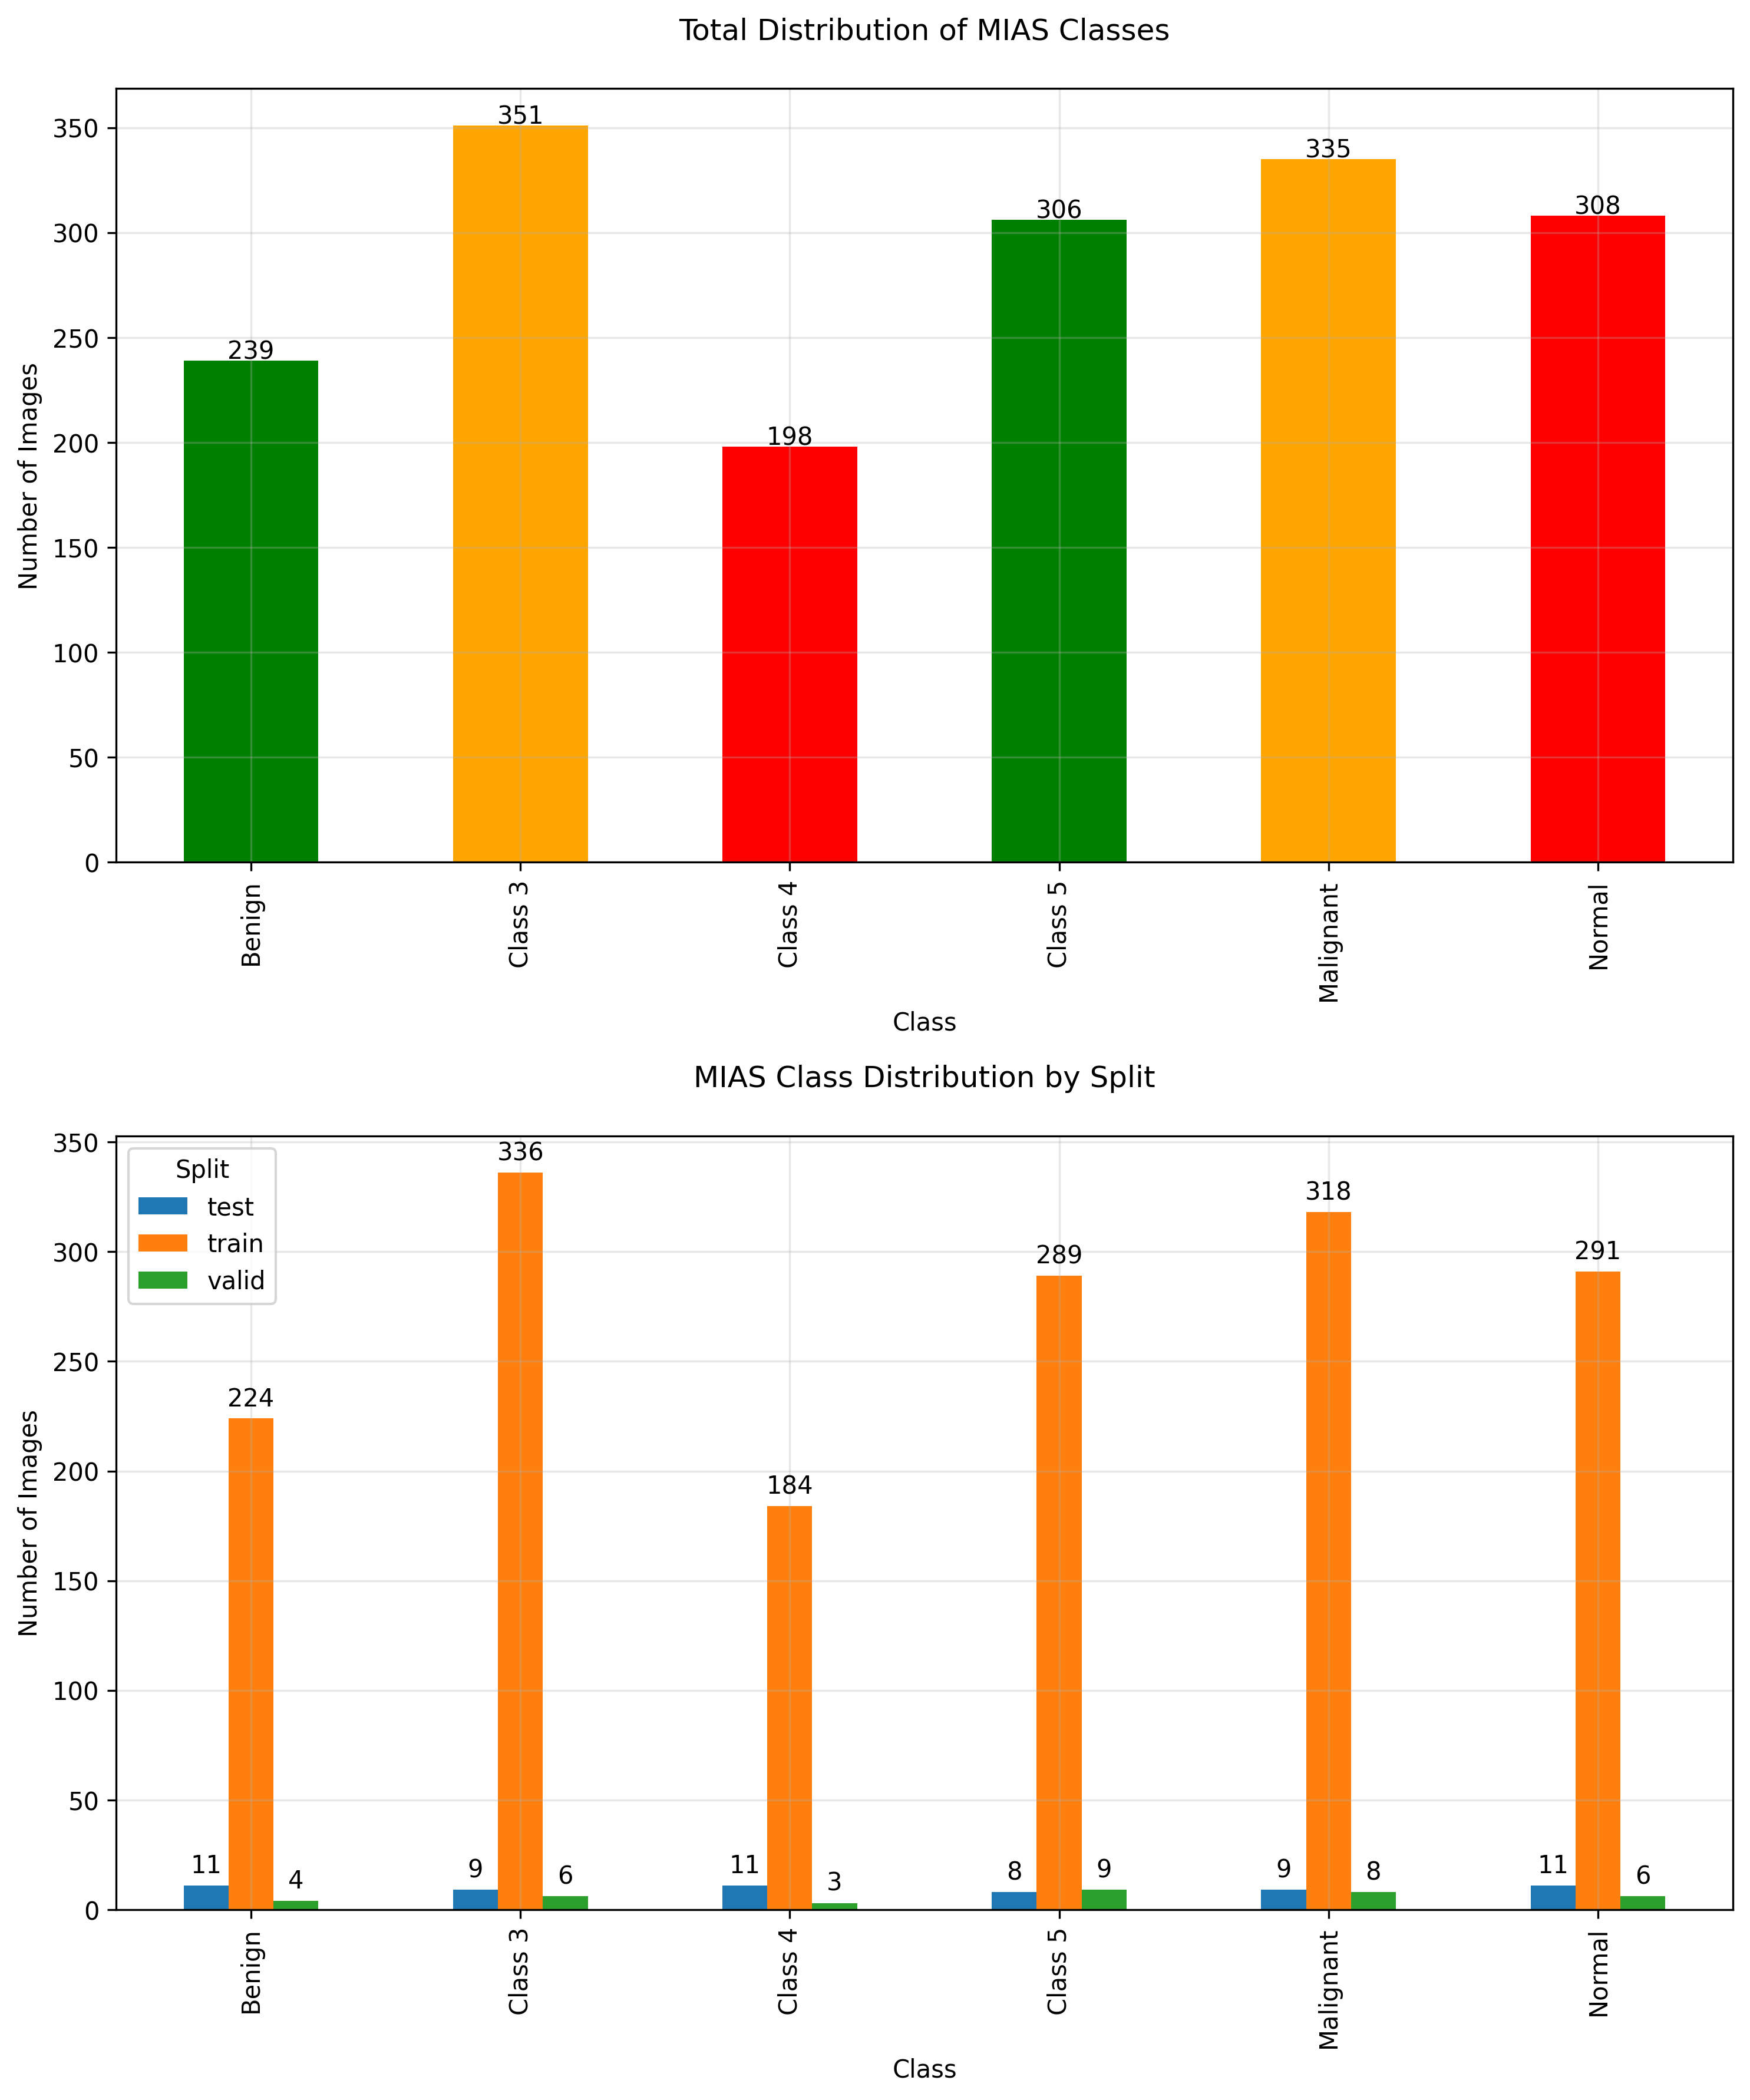 Total Distribution of MIAS Classes
Number of Images
350
300
250
200
150
100
50
0
239
351
198
306
335
308
Benign
Class 3
Class 4
Class 5
Malignant
Normal
Class
MIAS Class Distribution by Split
Number of Images
350
300
250
200
150
100
50
0
Split
test
train
valid
11
224
4
9
336
6
11
184
3
8
289
9
9
318
8
11
291
6
Benign
Class 3
Class 4
Class 5
Malignant
Normal
Class